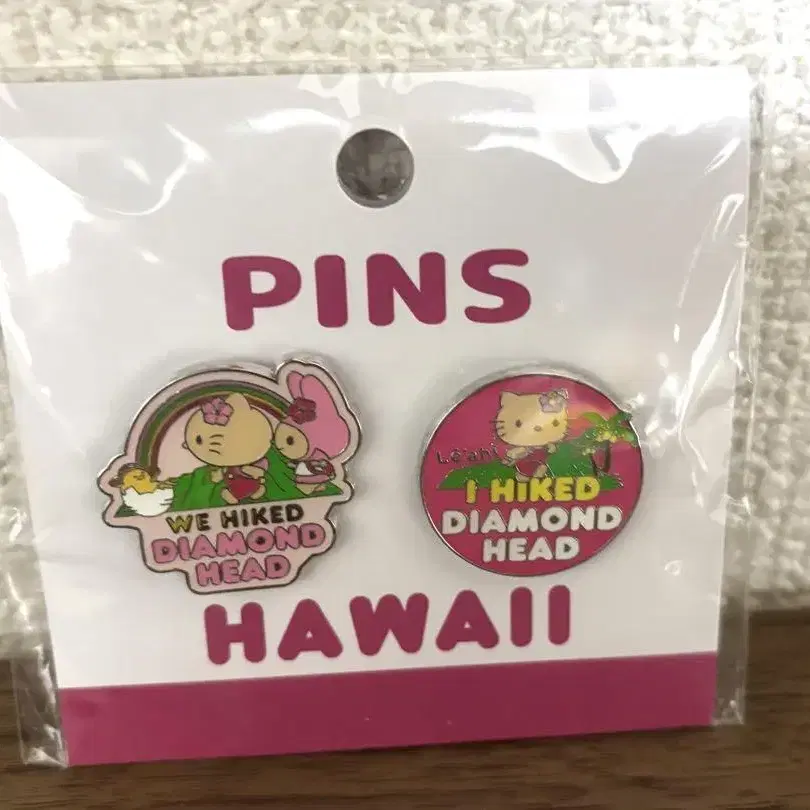 PINS
WE HIKED
DIAMOND
HEAD
Lē'ahi
I HIKED
DIAMOND
HEAD
HAWAII